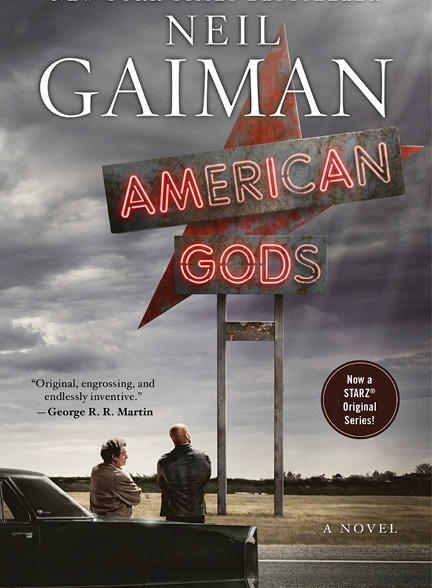 NEIL
GAIMAN
AMERICAN
GODS
"Original, engrossing, and
endlessly inventive."
—George R. R. Martin
Now a
STARZ®
Original
Series!
A NOVEL